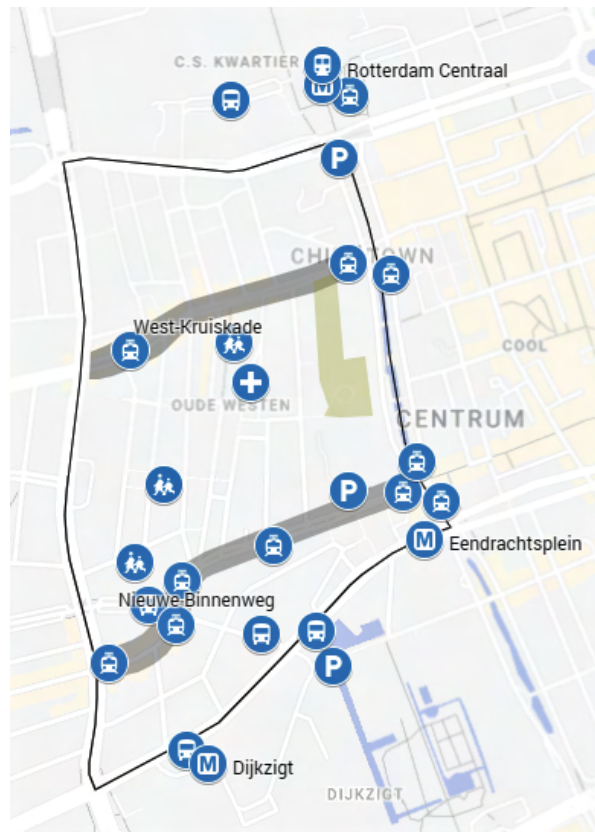 C.S. KWARTIER
Rotterdam Centraal
M
P
CHINATOWN
West-Kruiskade
COOL
OUDE WESTEN
CENTRUM
P
M
Eendrachtsplein
Nieuwe-Binnenweg
P
M
Dijkzigt
DIJKZIGT